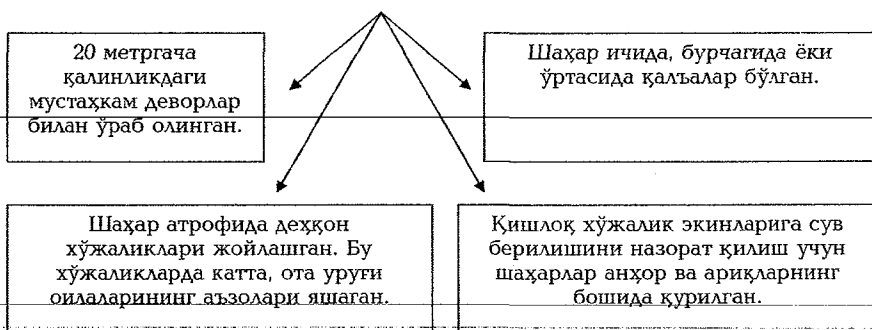 20 метргача
қалинликдаги
мустаҳкам деворлар
билан ўраб олинган.
Шаҳар ичида, бурчагида ёки
ўртасида қалъалар бўлган.
Шаҳар атрофида деҳқон
хўжаликлари жойлашган. Бу
хўжаликларда катта, ота уруғи
оилаларининг аъзолари яшаган.
Қишлоқ хўжалик экинларига сув
берилишини назорат қилиш учун
шаҳарлар анҳор ва ариқларнинг
бошида қурилган.